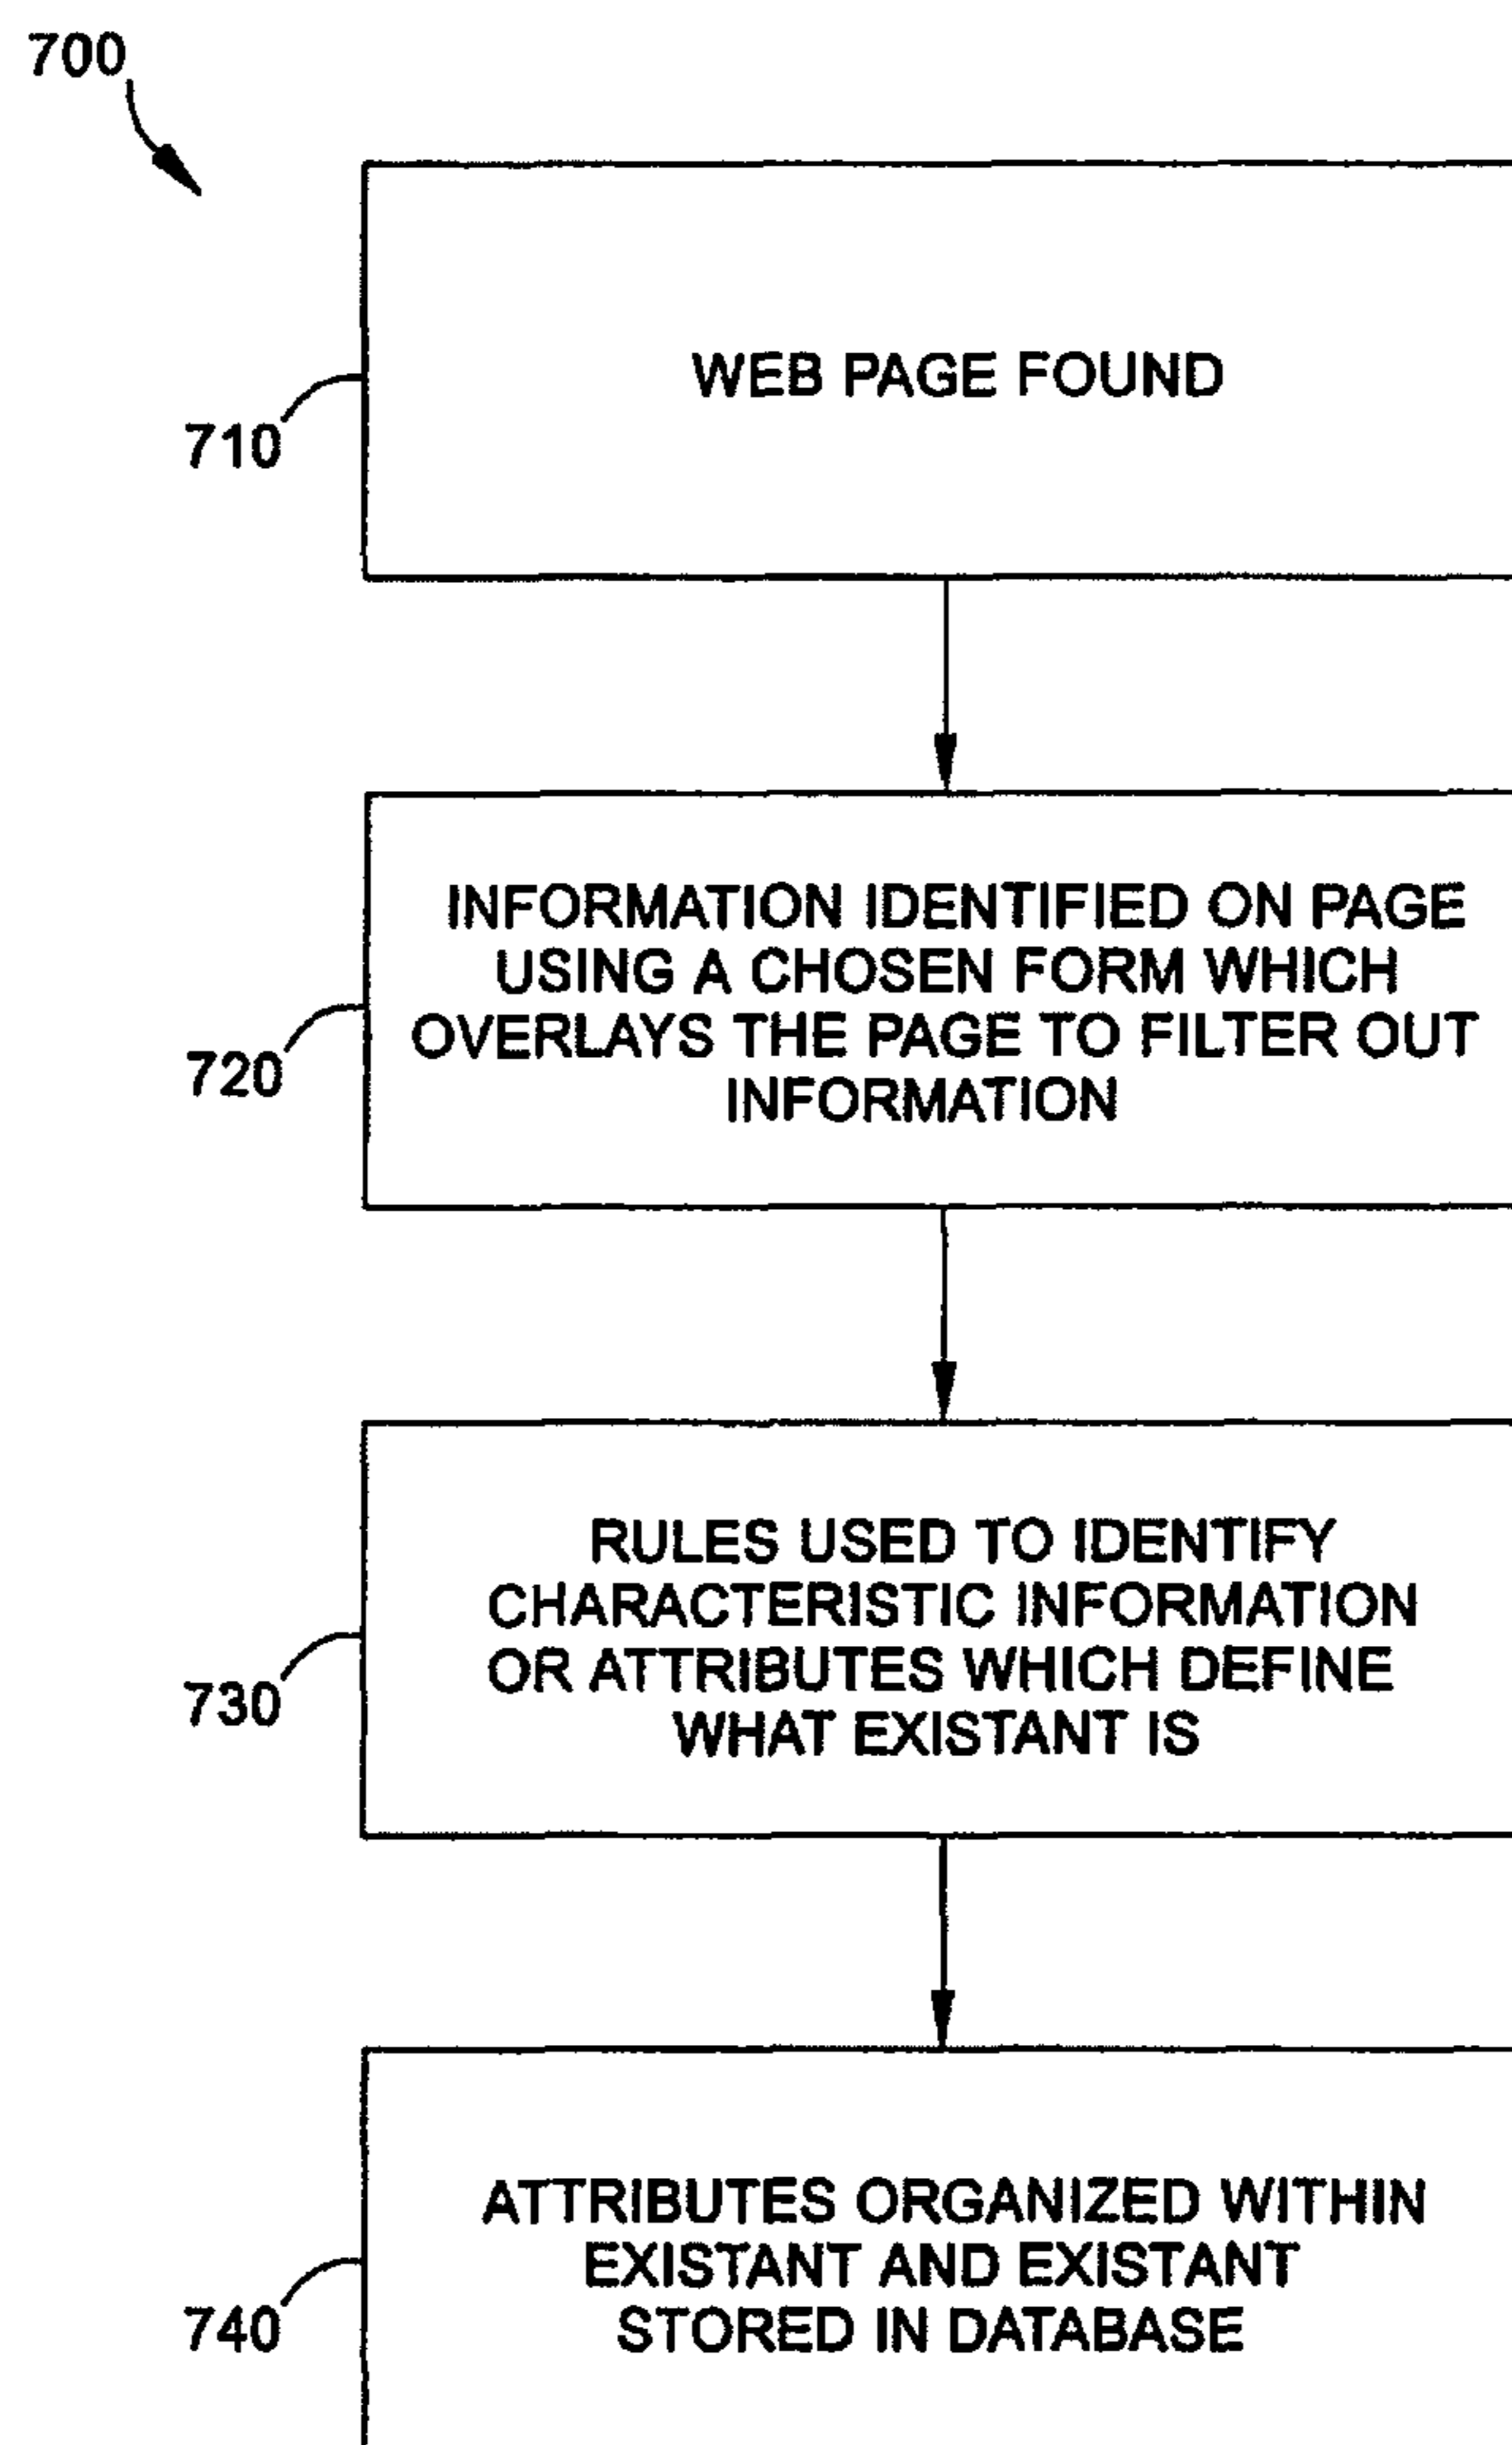 700
WEB PAGE FOUND
710
INFORMATION IDENTIFIED ON PAGE
USING A CHOSEN FORM WHICH
OVERLAYS THE PAGE TO FILTER OUT
INFORMATION
720
RULES USED TO IDENTIFY
CHARACTERISTIC INFORMATION
OR ATTRIBUTES WHICH DEFINE
WHAT EXISTANT IS
730
ATTRIBUTES ORGANIZED WITHIN
EXISTANT AND EXISTANT
STORED IN DATABASE
740